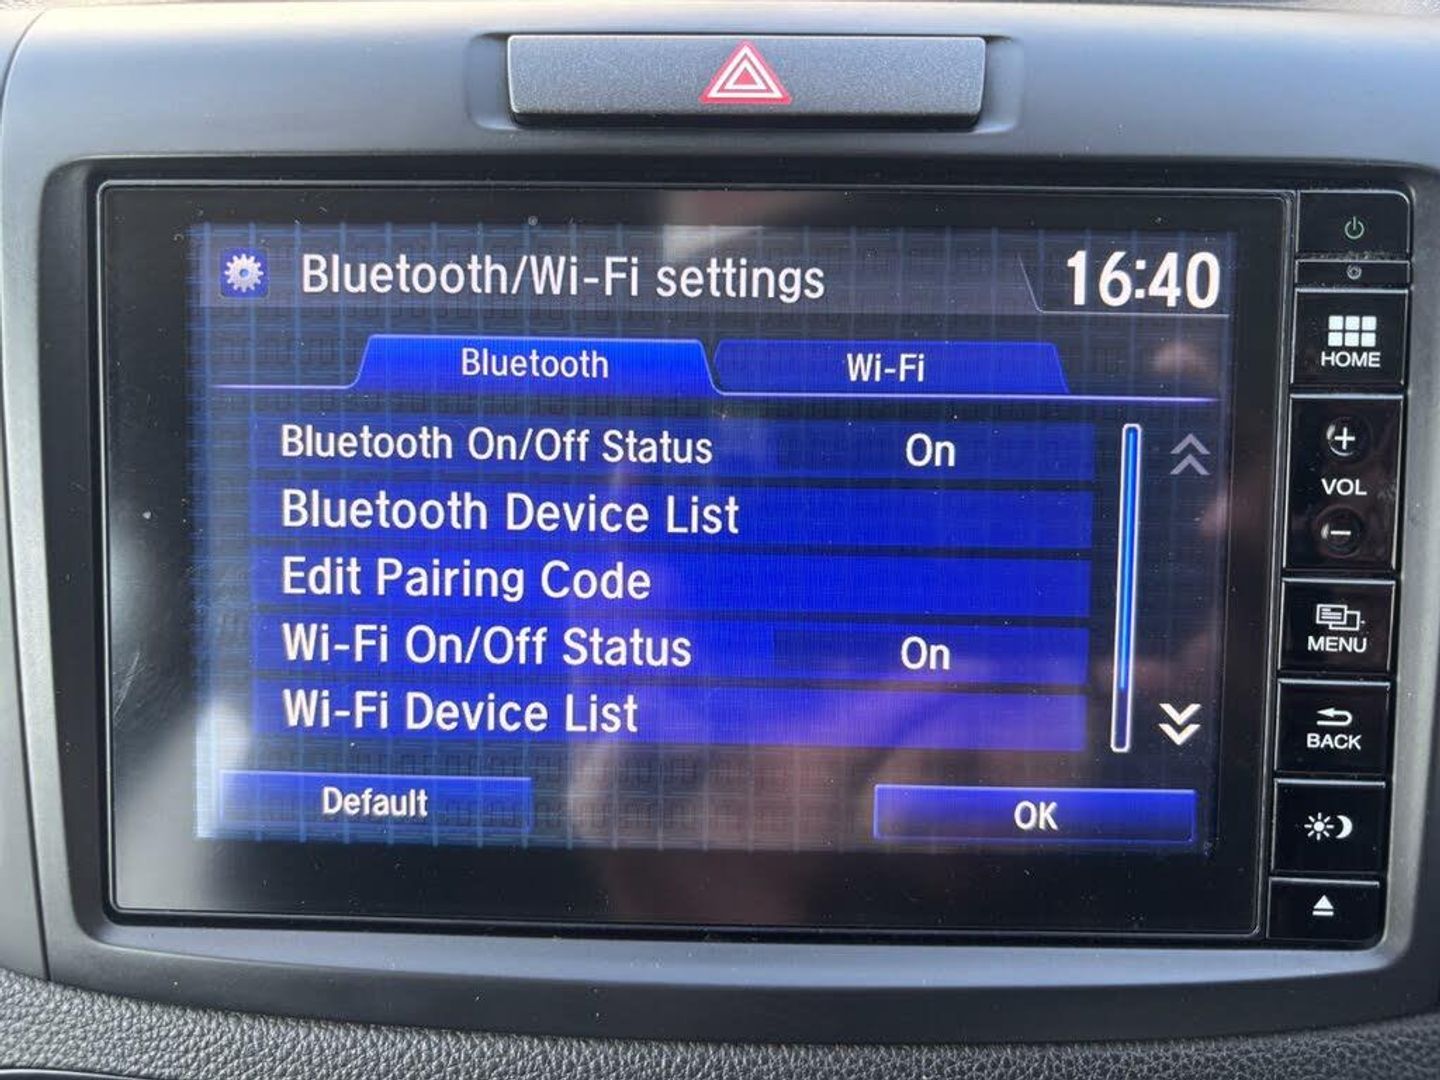 Bluetooth/Wi-Fi settings
16:40
Bluetooth
Wi-Fi
Bluetooth On/Off Status On
Bluetooth Device List
Edit Pairing Code
Wi-Fi On/Off Status On
Wi-Fi Device List
Default
OK
HOME
+
VOL
-
MENU
BACK